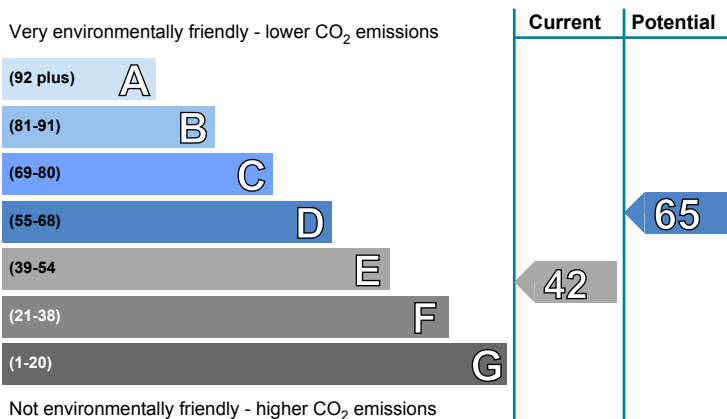 Current Potential
Very environmentally friendly - lower CO2 emissions
(92 plus) A
(81-91) B
(69-80) C
(55-68) D
65
(39-54 E
42
(21-38) F
(1-20) G
Not environmentally friendly - higher CO2 emissions